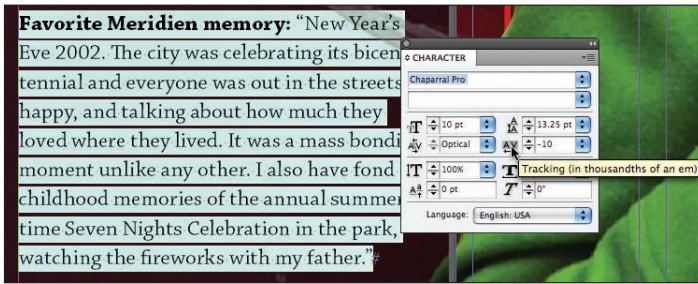 Favorite Meridien memory: “New Year’s
Eve 2002. The city was celebrating its bicen
tennial and everyone was out in the streets
happy, and talking about how much they
loved where they lived. It was a mass bondi
moment unlike any other. I also have fond
childhood memories of the annual summer
time Seven Nights Celebration in the park,
watching the fireworks with my father.”#
CHARACTER
Chaparral Pro
10 pt 13.25 pt
Optical -10
100%
Tracking (in thousandths of an em)
0 pt 0°
Language: English: USA